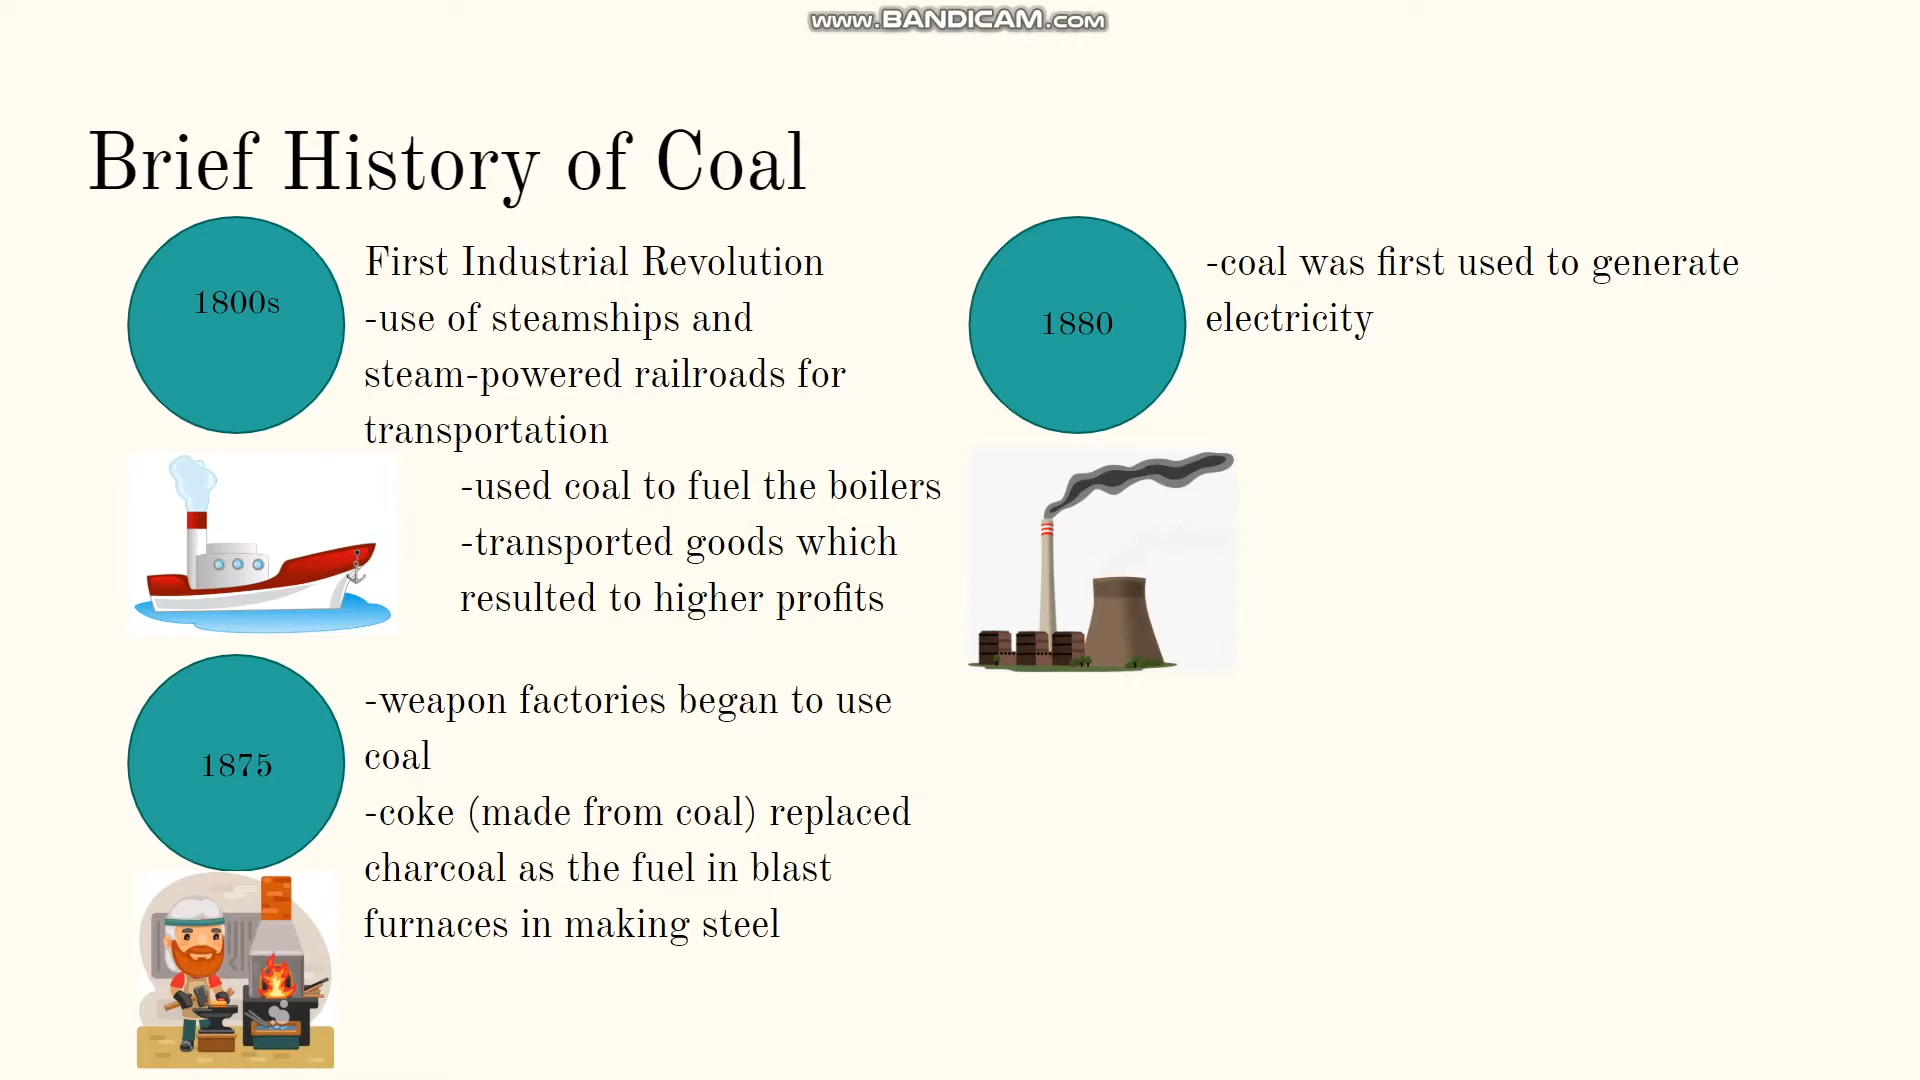 www.BANDICAM.com
Brief History of Coal
1800s
First Industrial Revolution
-use of steamships and
steam-powered railroads for
transportation
-used coal to fuel the boilers
-transported goods which
resulted to higher profits
1875
-weapon factories began to use
coal
-coke (made from coal) replaced
charcoal as the fuel in blast
furnaces in making steel
1880
-coal was first used to generate
electricity